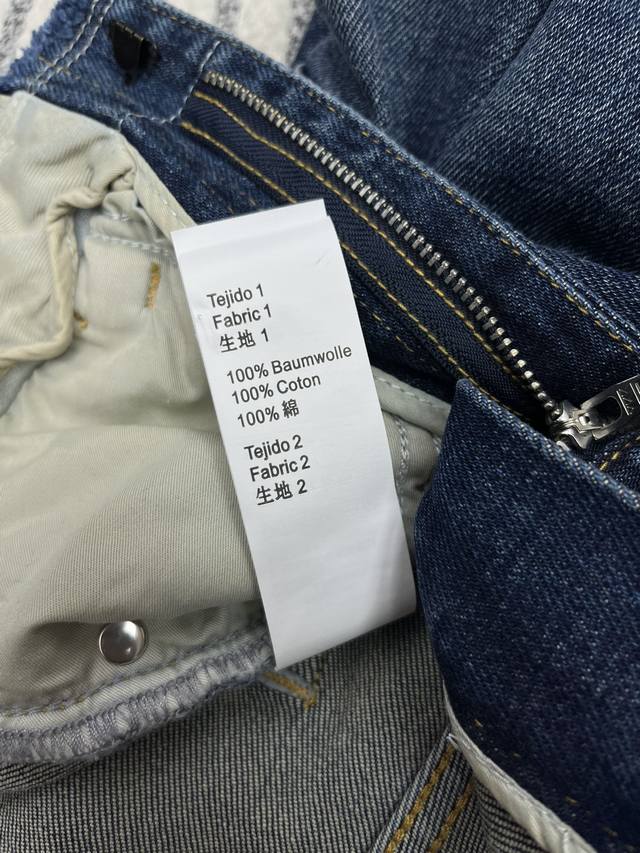 Tejido 1
Fabric 1
生地 1
100% Baumwolle
100% Coton
100% 綿
Tejido 2
Fabric 2
生地 2